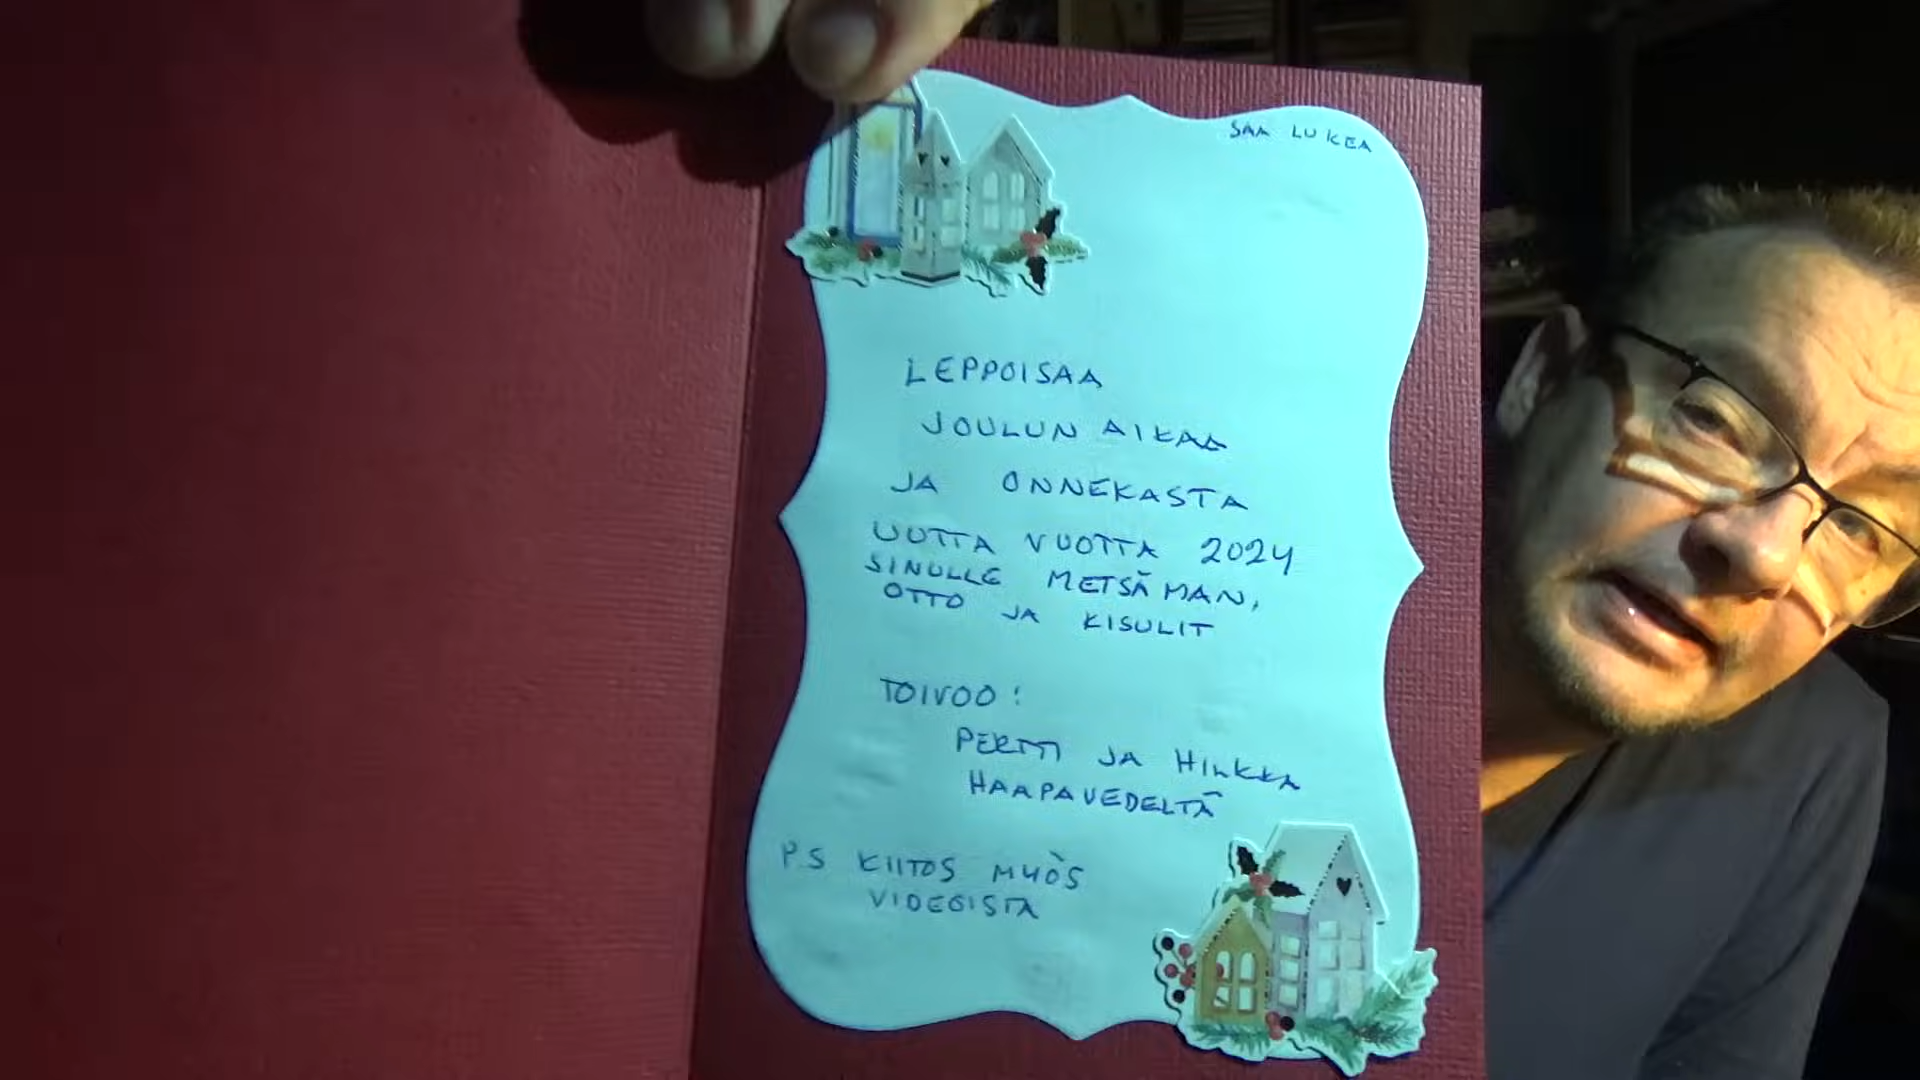 SAA LUKEA
LEPPOISAA
JOULUN AIKAA
JA ONNEKASTA
UUTTA VUOTTA 2024
SINULLE METSÄMAN,
OTTO JA KISULIT
TOIVOO:
PERTTI JA HILKKA
HAAPAVEDELTÄ
P.S KIITOS MYÖS
VIDEOISTA